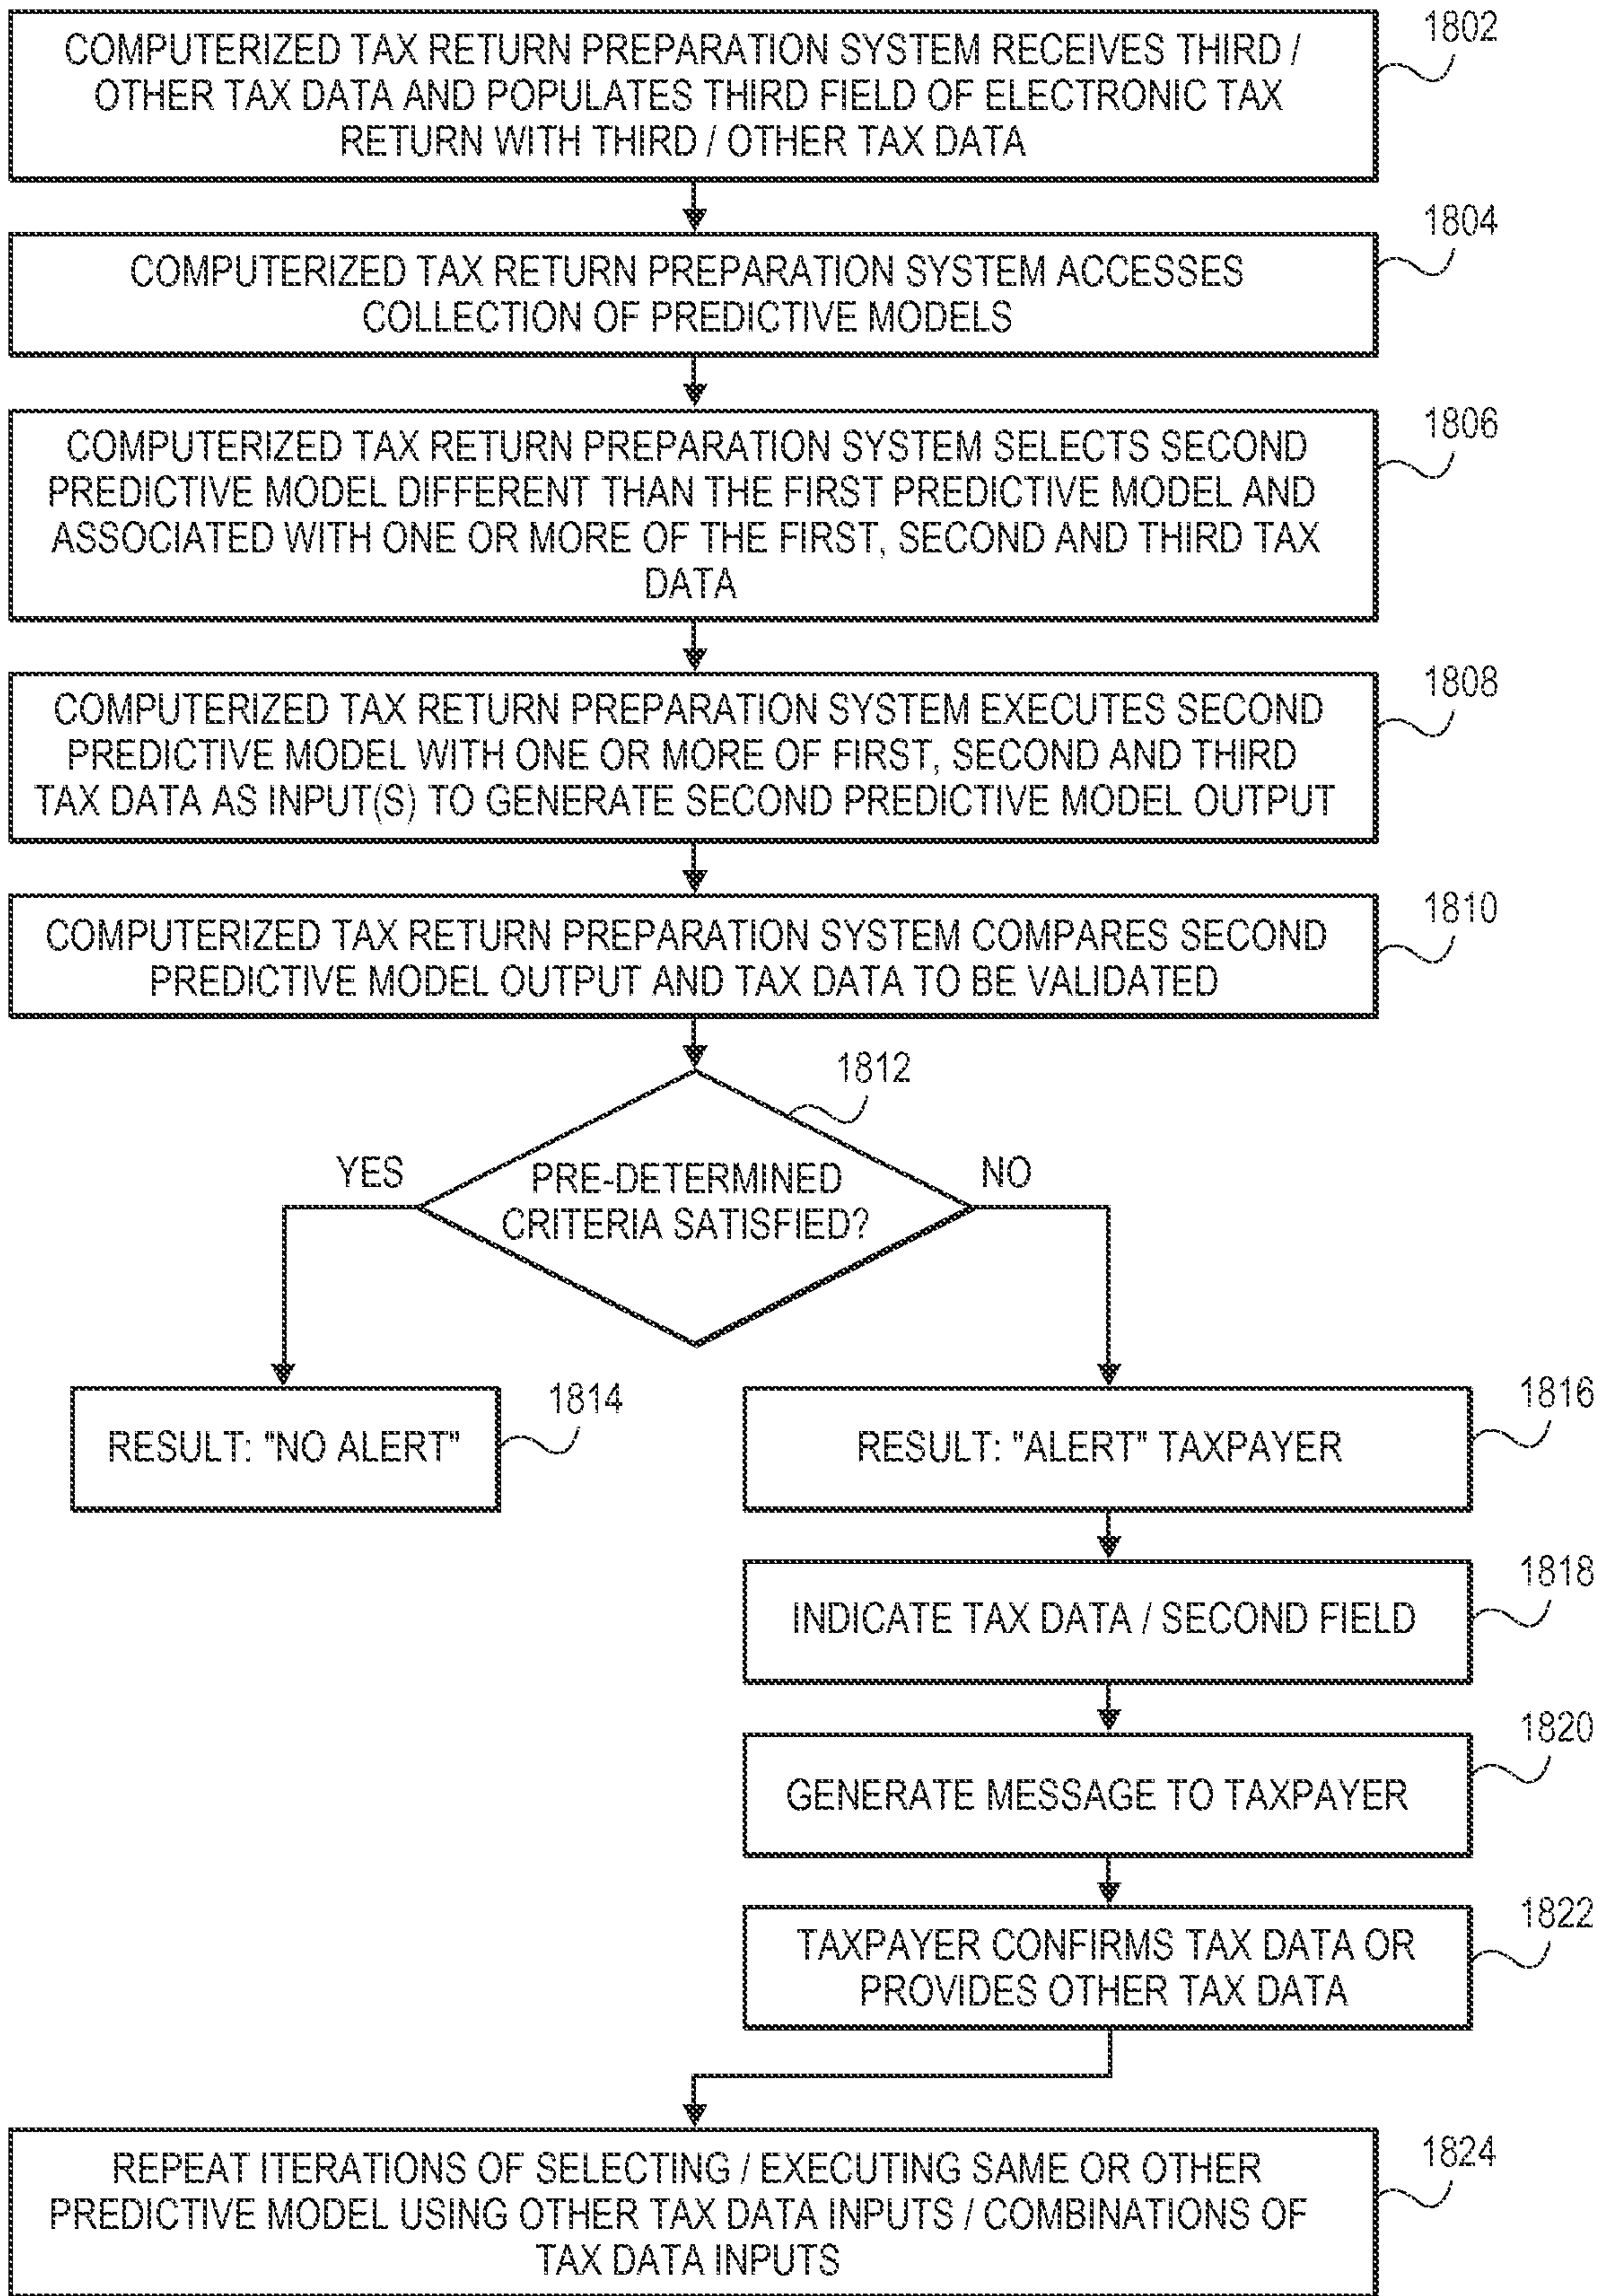 1802
COMPUTERIZED TAX RETURN PREPARATION SYSTEM RECEIVES THIRD /
OTHER TAX DATA AND POPULATES THIRD FIELD OF ELECTRONIC TAX
RETURN WITH THIRD / OTHER TAX DATA
1804
COMPUTERIZED TAX RETURN PREPARATION SYSTEM ACCESSES
COLLECTION OF PREDICTIVE MODELS
1806
COMPUTERIZED TAX RETURN PREPARATION SYSTEM SELECTS SECOND
PREDICTIVE MODEL DIFFERENT THAN THE FIRST PREDICTIVE MODEL AND
ASSOCIATED WITH ONE OR MORE OF THE FIRST, SECOND AND THIRD TAX
DATA
1808
COMPUTERIZED TAX RETURN PREPARATION SYSTEM EXECUTES SECOND
PREDICTIVE MODEL WITH ONE OR MORE OF FIRST, SECOND AND THIRD
TAX DATA AS INPUT(S) TO GENERATE SECOND PREDICTIVE MODEL OUTPUT
1810
COMPUTERIZED TAX RETURN PREPARATION SYSTEM COMPARES SECOND
PREDICTIVE MODEL OUTPUT AND TAX DATA TO BE VALIDATED
1812
YES
PRE-DETERMINED
CRITERIA SATISFIED?
NO
1814
RESULT: "NO ALERT"
1816
RESULT: "ALERT" TAXPAYER
1818
INDICATE TAX DATA / SECOND FIELD
1820
GENERATE MESSAGE TO TAXPAYER
1822
TAXPAYER CONFIRMS TAX DATA OR
PROVIDES OTHER TAX DATA
1824
REPEAT ITERATIONS OF SELECTING / EXECUTING SAME OR OTHER
PREDICTIVE MODEL USING OTHER TAX DATA INPUTS / COMBINATIONS OF
TAX DATA INPUTS